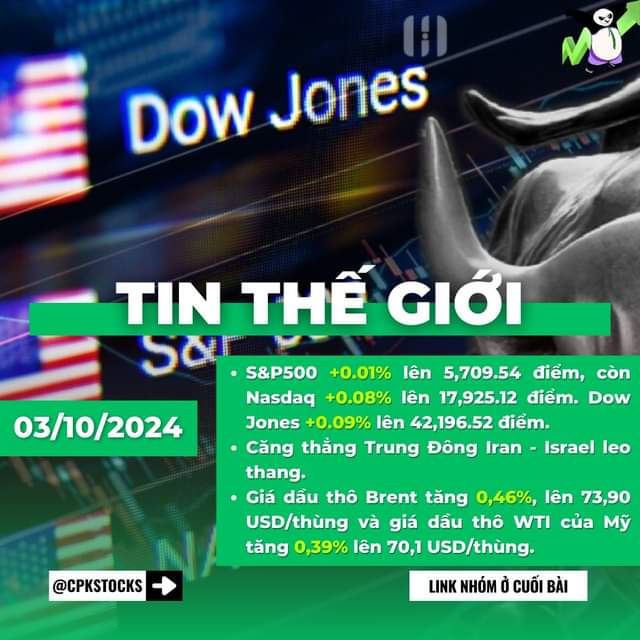 Dow Jones
TIN THẾ GIỚI
S&P
03/10/2024
• S&P500 +0.01% lên 5,709.54 điểm, còn
Nasdaq +0.08% lên 17,925.12 điểm. Dow
Jones +0.09% lên 42,196.52 điểm.
• Căng thẳng Trung Đông Iran - Israel leo
thang.
• Giá dầu thô Brent tăng 0,46%, lên 73,90
USD/thùng và giá dầu thô WTI của Mỹ
tăng 0,39% lên 70,1 USD/thùng.
NA
@CPKSTOCKS
LINK NHÓM Ở CUỐI BÀI